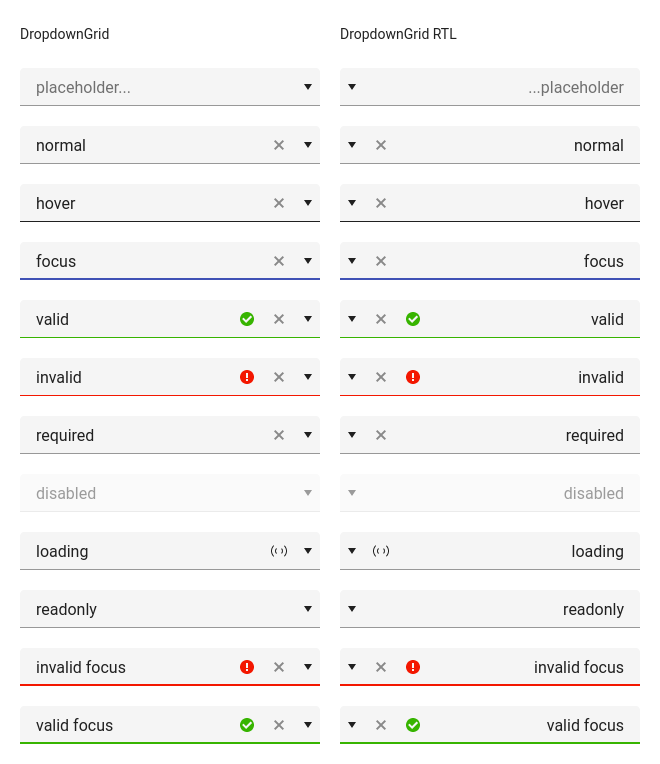 DropdownGrid
DropdownGrid RTL
placeholder...
...placeholder
normal
normal
hover
hover
focus
focus
valid
valid
invalid
invalid
required
required
disabled
disabled
loading
loading
readonly
readonly
invalid focus
invalid focus
valid focus
valid focus